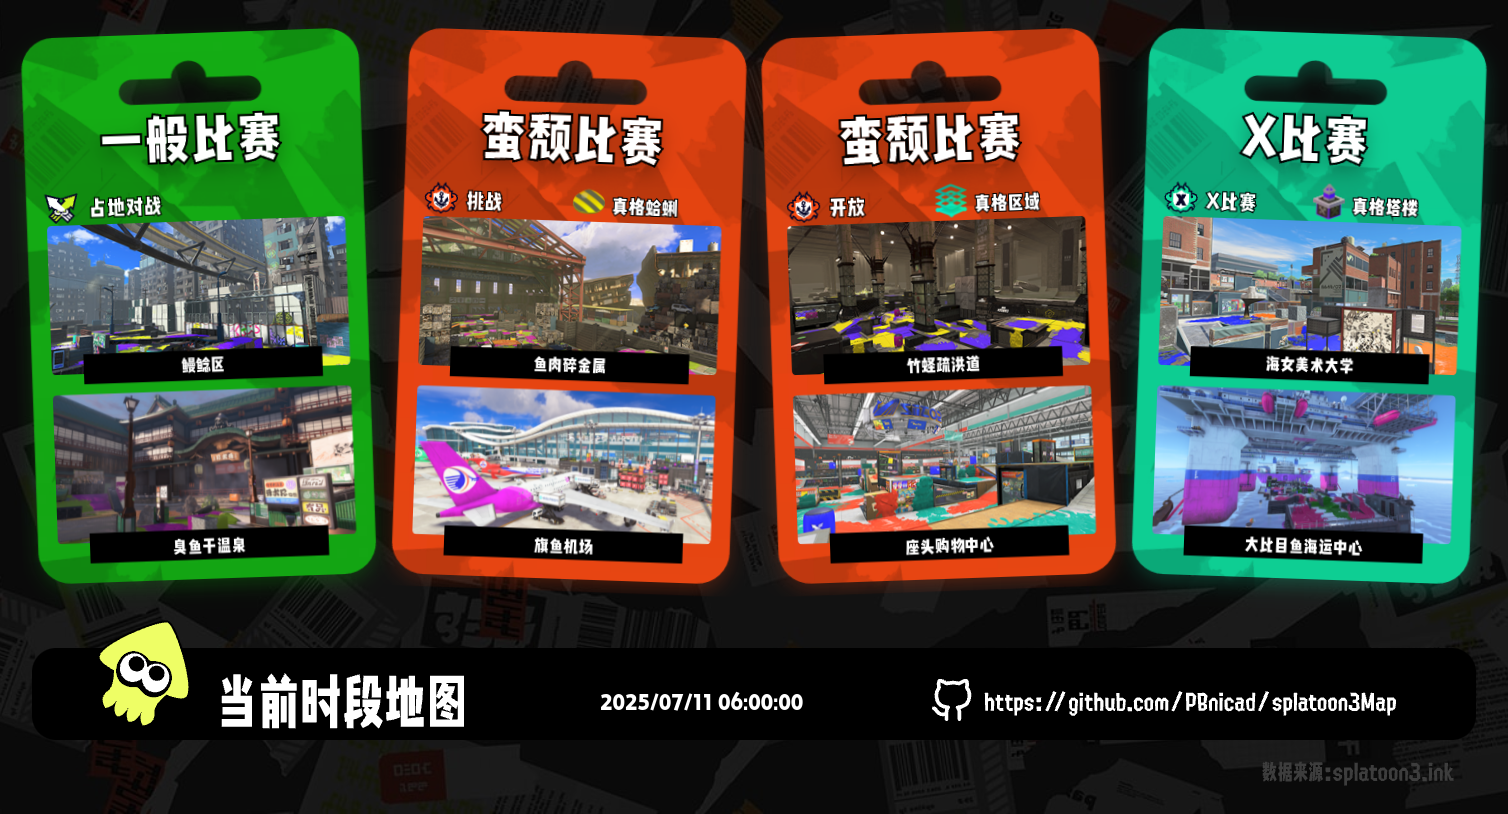 一般比赛
占地对战
鳗鲶区
臭鱼干温泉
蛮颓比赛
挑战
真格蛤蜊
鱼肉碎金属
旗鱼机场
蛮颓比赛
开放
真格区域
竹蛏疏洪道
座头购物中心
X比赛
X比赛
真格塔楼
海女美术大学
大比目鱼海运中心
当前时段地图
2025/07/11 06:00:00
https://github.com/PBnicad/splatoon3Map
数据来源:splatoon3.ink